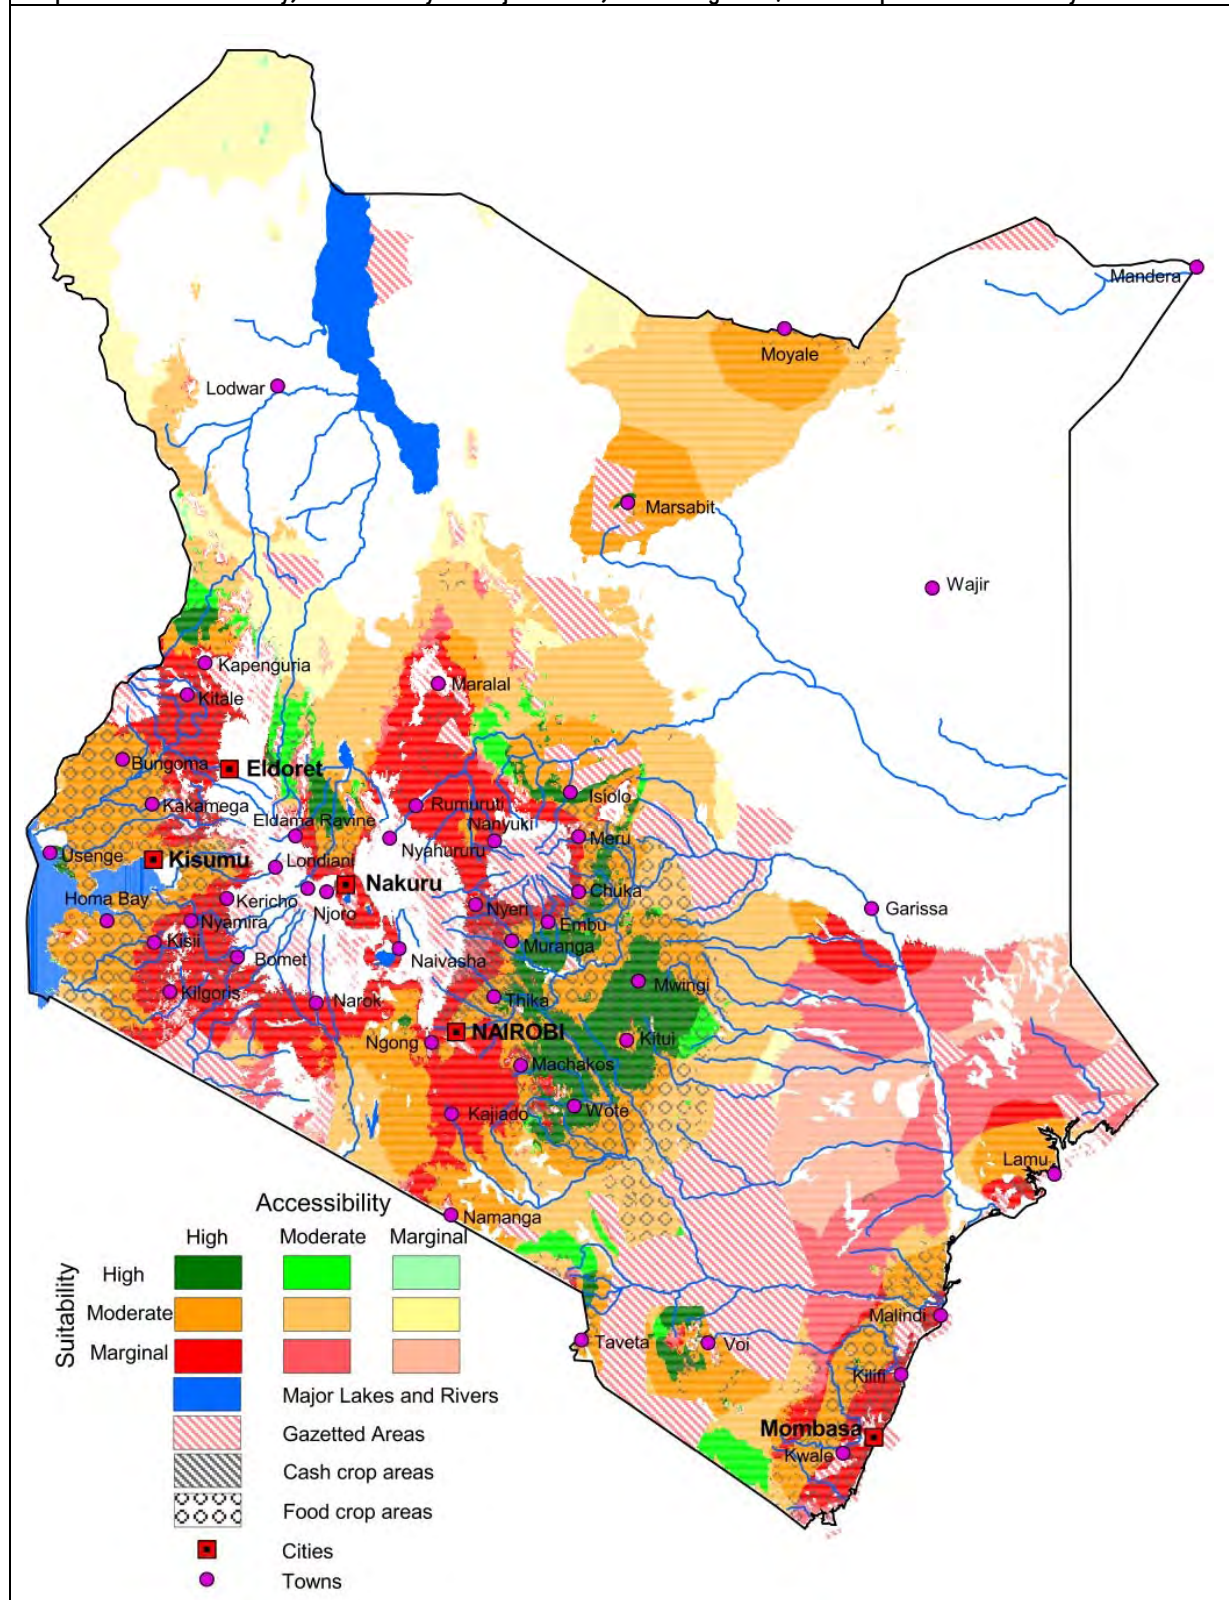 Mandera
Moyale
Lodwar
Marsabit
Wajir
Kapenguria
Kitale
Maralal
Bungoma
Eldoret
Isiolo
Kakamega
Rumuruti
Eldama Ravine
Nanyuki
Meru
Usenge
Kisumu
Nyahururu
Londiani
Nakuru
Chuka
Homa Bay
Kericho
Njoro
Nyeri
Garissa
Nyamira
Embu
Kisii
Muranga
Bomet
Naivasha
Kilgoris
Mwingi
Narok
Thika
Ngong
NAIROBI
Kitui
Machakos
Kajiado
Wote
Lamu
Namanga
Malindi
Taveta
Voi
Kilifi
Mombasa
Kwale
Accessibility
High Moderate Marginal
Suitability
High
Moderate
Marginal
Major Lakes and Rivers
Gazetted Areas
Cash crop areas
Food crop areas
Cities
Towns